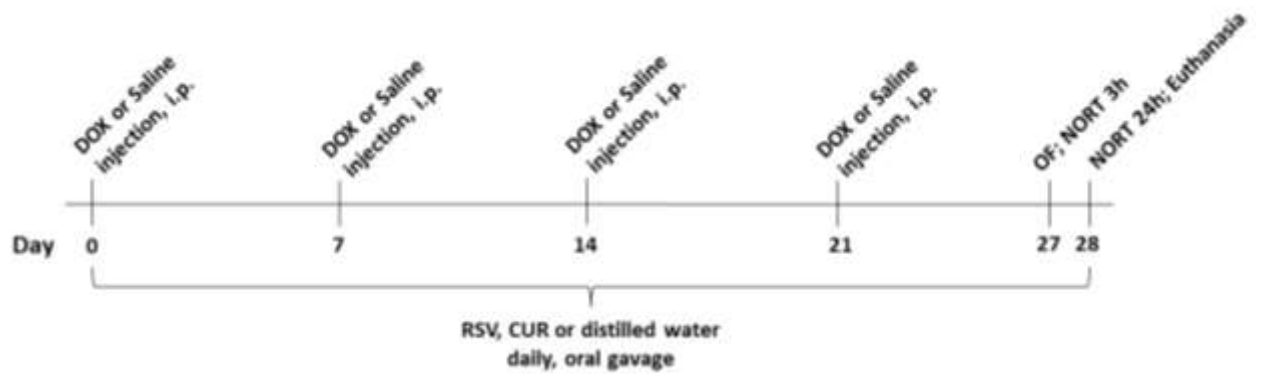 DOX or Saline
injection, i.p.
DOX or Saline
injection, i.p.
DOX or Saline
injection, i.p.
DOX or Saline
injection, i.p.
OF; NORT 3h
NORT 24h; Euthanasia
Day 0 7 14 21 27 28
RSV, CUR or distilled water
daily, oral gavage